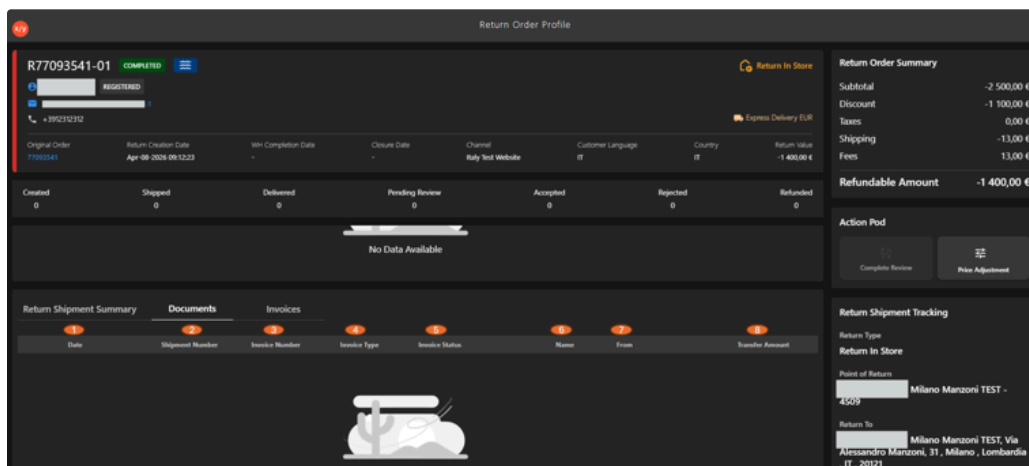 x/y
Return Order Profile
R77093541-01 COMPLETED
Return In Store
REGISTERED
+3912312312
Express Delivery EUR
Original Order Return Creation Date WH Completion Date Closure Date Channel Customer Language Country Return Value
77093541 Apr-08-2026 09:12:23 - - Italy Test Website IT IT -1 400,00 €
Created Shipped Delivered Pending Review Accepted Rejected Refunded
0 0 0 0 0 0 0
No Data Available
Return Shipment Summary Documents Invoices
1 2 3 4 5 6 7 8
Date Shipment Number Invoice Number Invoice Type Invoice Status Name From Transfer Amount
Return Order Summary
Subtotal -2 500,00 €
Discount -1 100,00 €
Taxes 0,00 €
Shipping -13,00 €
Fees 13,00 €
Refundable Amount -1 400,00 €
Action Pod
Complete Review Price Adjustment
Return Shipment Tracking
Return Type
Return In Store
Point of Return
Milano Manzoni TEST -
4509
Return To
Milano Manzoni TEST, Via
Alessandro Manzoni, 31 , Milano , Lombardia
, IT , 20121